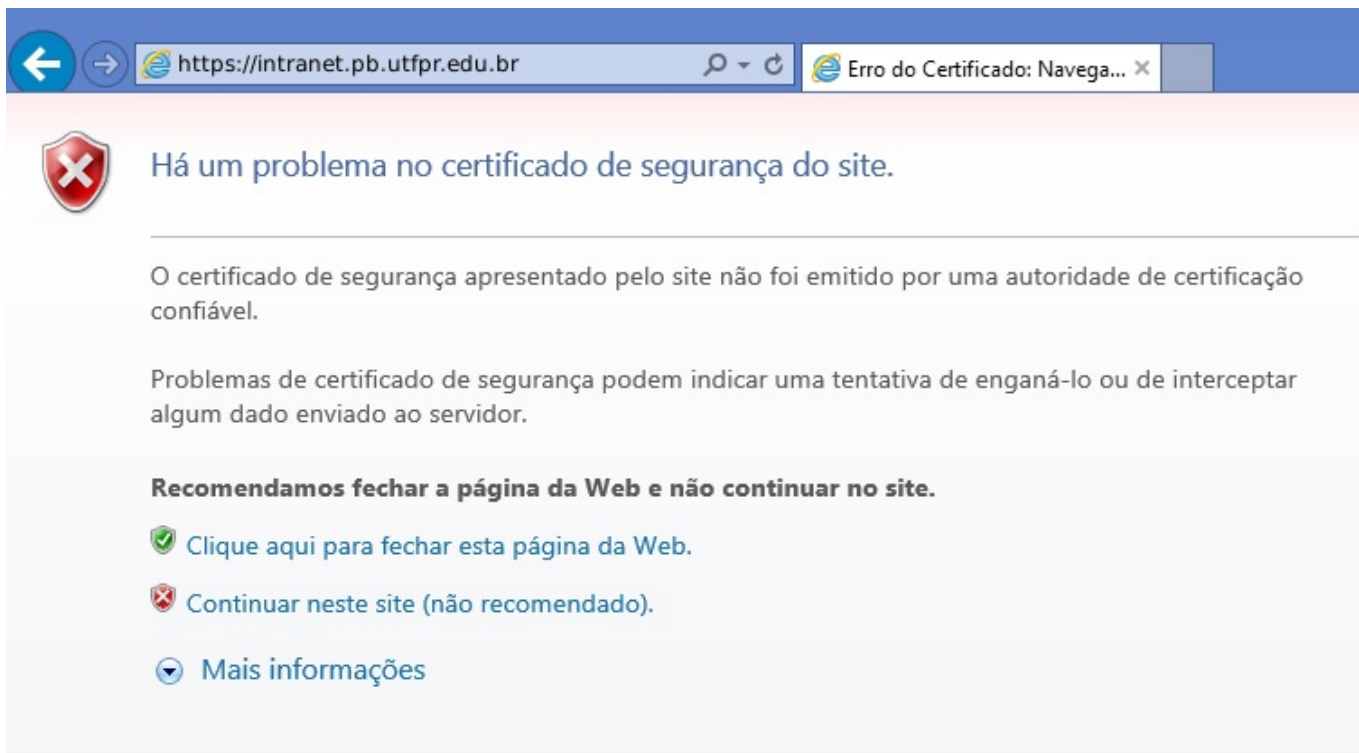 https://intranet.pb.utfpr.edu.br
Erro do Certificado: Navega...
Há um problema no certificado de segurança do site.
O certificado de segurança apresentado pelo site não foi emitido por uma autoridade de certificação
confiável.
Problemas de certificado de segurança podem indicar uma tentativa de enganá-lo ou de interceptar
algum dado enviado ao servidor.
Recomendamos fechar a página da Web e não continuar no site.
Clique aqui para fechar esta página da Web.
Continuar neste site (não recomendado).
Mais informações